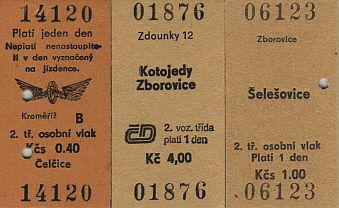 14120
Platí jeden den
Neplatí nenastoupíte-
li v den vyznačený
na jízdence.
Kroměříž B
2. tř. osobní vlak
Kčs 0.40
Čelčice
14120
01876
Zdounky 12
Kotojedy
Zborovice
ČD 2. voz. třída
platí 1 den
Kč 4,00
01876
06123
Zborovice
Šelešovice
2. tř. osobní vlak
Platí 1 den
Kčs 1.00
06123